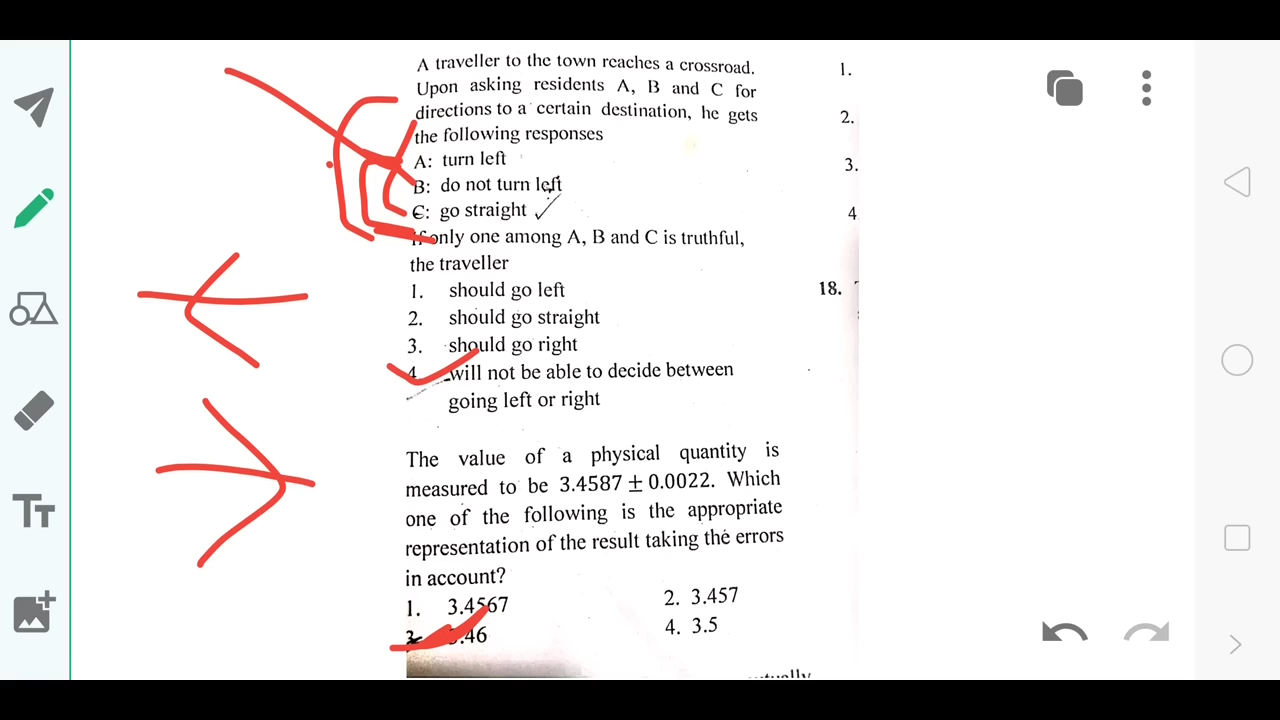 A traveller to the town reaches a crossroad.
Upon asking residents A, B and C for
directions to a certain destination, he gets
the following responses
A: turn left
B: do not turn left
C: go straight
If only one among A, B and C is truthful,
the traveller
1. should go left
2. should go straight
3. should go right
4. will not be able to decide between
going left or right
The value of a physical quantity is
measured to be 3.4587 ± 0.0022. Which
one of the following is the appropriate
representation of the result taking the errors
in account?
1. 3.4567 2. 3.457
3. .46 4. 3.5
1.
2.
3.
4
18.
TT